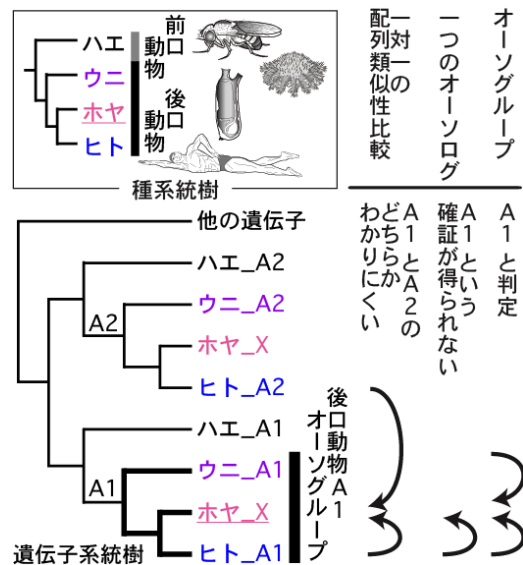 ハエ
ウニ
ホヤ
ヒト
前口動物
後口動物
種系統樹
オーソグループ
一つのオーソログ
一対一の
配列類似性比較
A1と判定
A1という
確証が得られない
A1とA2の
どちらか
わかりにくい
他の遺伝子
ハエ_A2
ウニ_A2
ホヤ_X
ヒト_A2
A2
ハエ_A1
ウニ_A1
ホヤ_X
ヒト_A1
A1
後口動物A1
オーソグループ
遺伝子系統樹